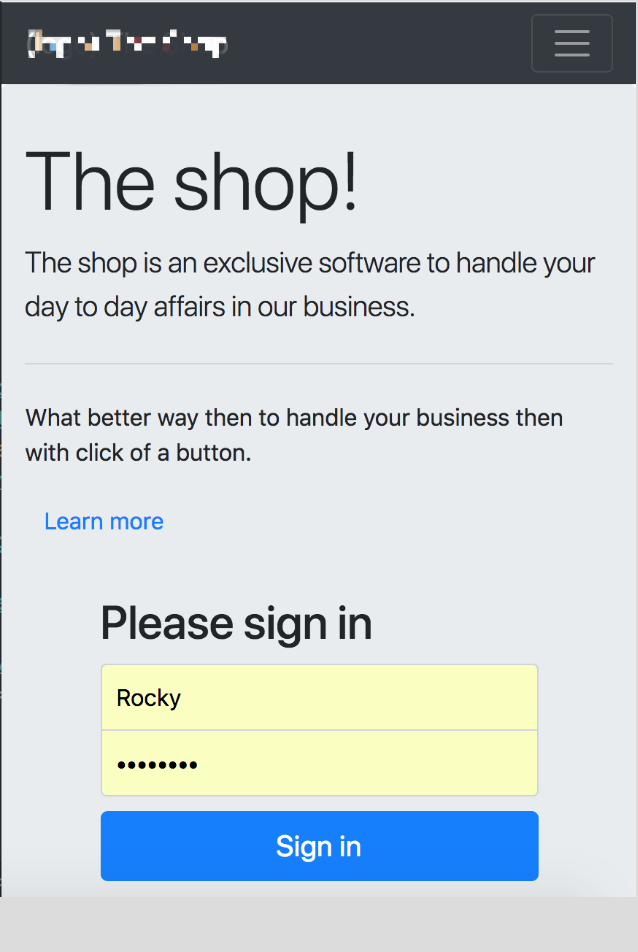 The shop!
The shop is an exclusive software to handle your
day to day affairs in our business.
What better way then to handle your business then
with click of a button.
Learn more
Please sign in
Rocky
••••••••
Sign in